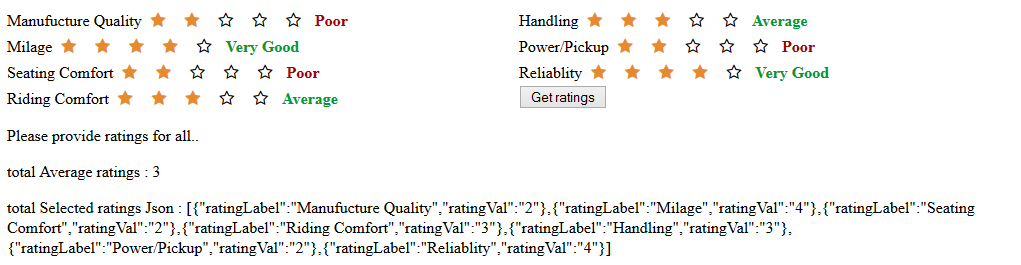 Manufucture Quality Poor
Milage Very Good
Seating Comfort Poor
Riding Comfort Average
Handling Average
Power/Pickup Poor
Reliablity Very Good
Get ratings
Please provide ratings for all..
total Average ratings : 3
total Selected ratings Json : [{"ratingLabel":"Manufucture Quality","ratingVal":"2"},{"ratingLabel":"Milage","ratingVal":"4"},{"ratingLabel":"Seating
Comfort","ratingVal":"2"},{"ratingLabel":"Riding Comfort","ratingVal":"3"},{"ratingLabel":"Handling","ratingVal":"3"},
{"ratingLabel":"Power/Pickup","ratingVal":"2"},{"ratingLabel":"Reliablity","ratingVal":"4"}]